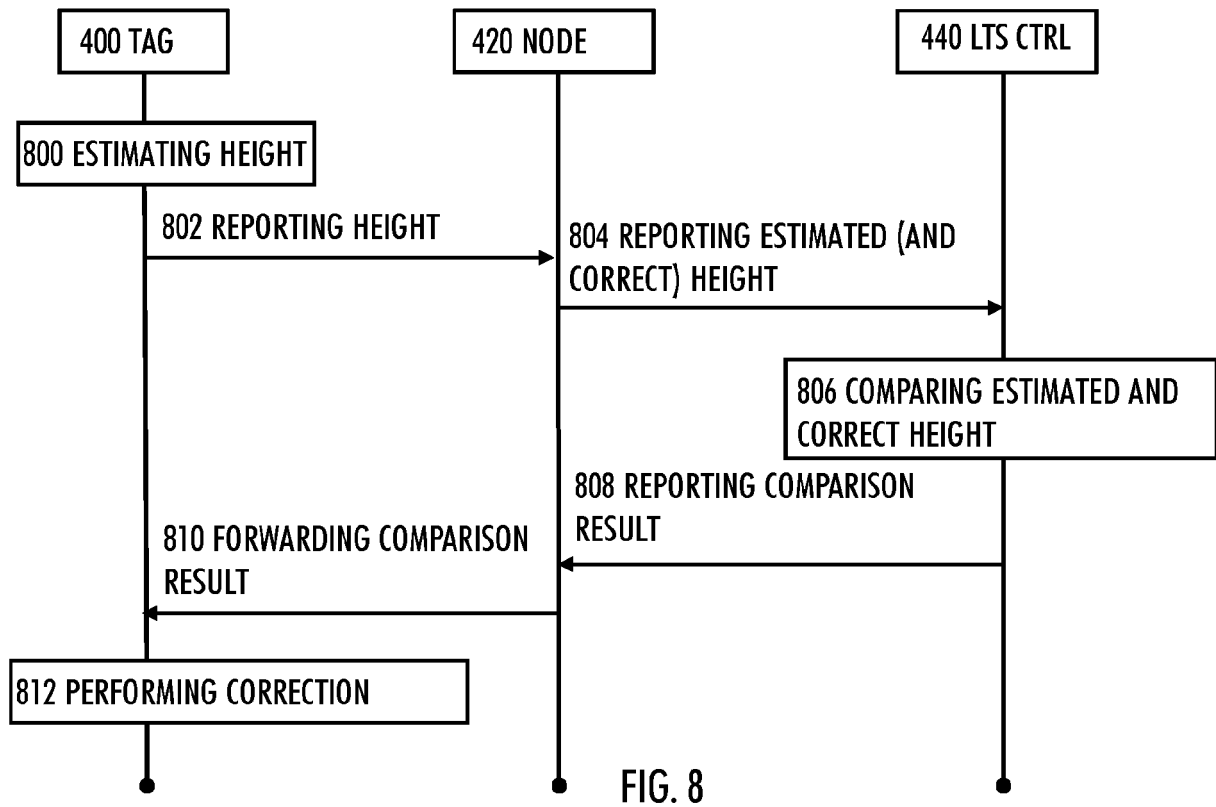 400 TAG
420 NODE
440 LTS CTRL
800 ESTIMATING HEIGHT
802 REPORTING HEIGHT
804 REPORTING ESTIMATED (AND
CORRECT) HEIGHT
806 COMPARING ESTIMATED AND
CORRECT HEIGHT
808 REPORTING COMPARISON
RESULT
810 FORWARDING COMPARISON
RESULT
812 PERFORMING CORRECTION
FIG. 8